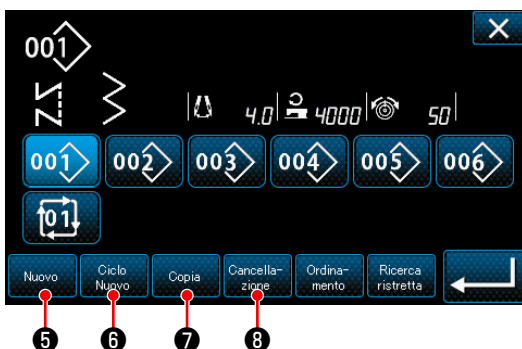 001
4.0 4000 50
001 002 003 004 005 006
01
Nuovo
Ciclo
Nuovo
Copia
Cancella-
zione
Ordina-
mento
Ricerca
ristretta
5 6 7 8